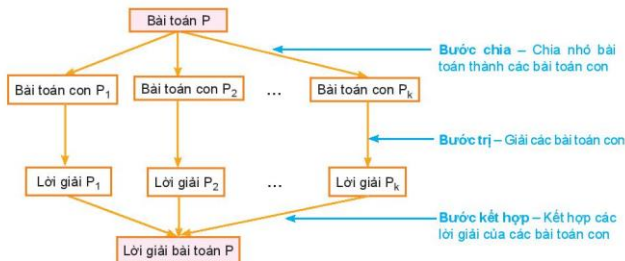 Bài toán P
Bước chia – Chia nhỏ bài
toán thành các bài toán con
Bài toán con P1
Bài toán con P2
...
Bài toán con Pk
Bước trị – Giải các bài toán con
Lời giải P1
Lời giải P2
...
Lời giải Pk
Bước kết hợp – Kết hợp các
lời giải của các bài toán con
Lời giải bài toán P